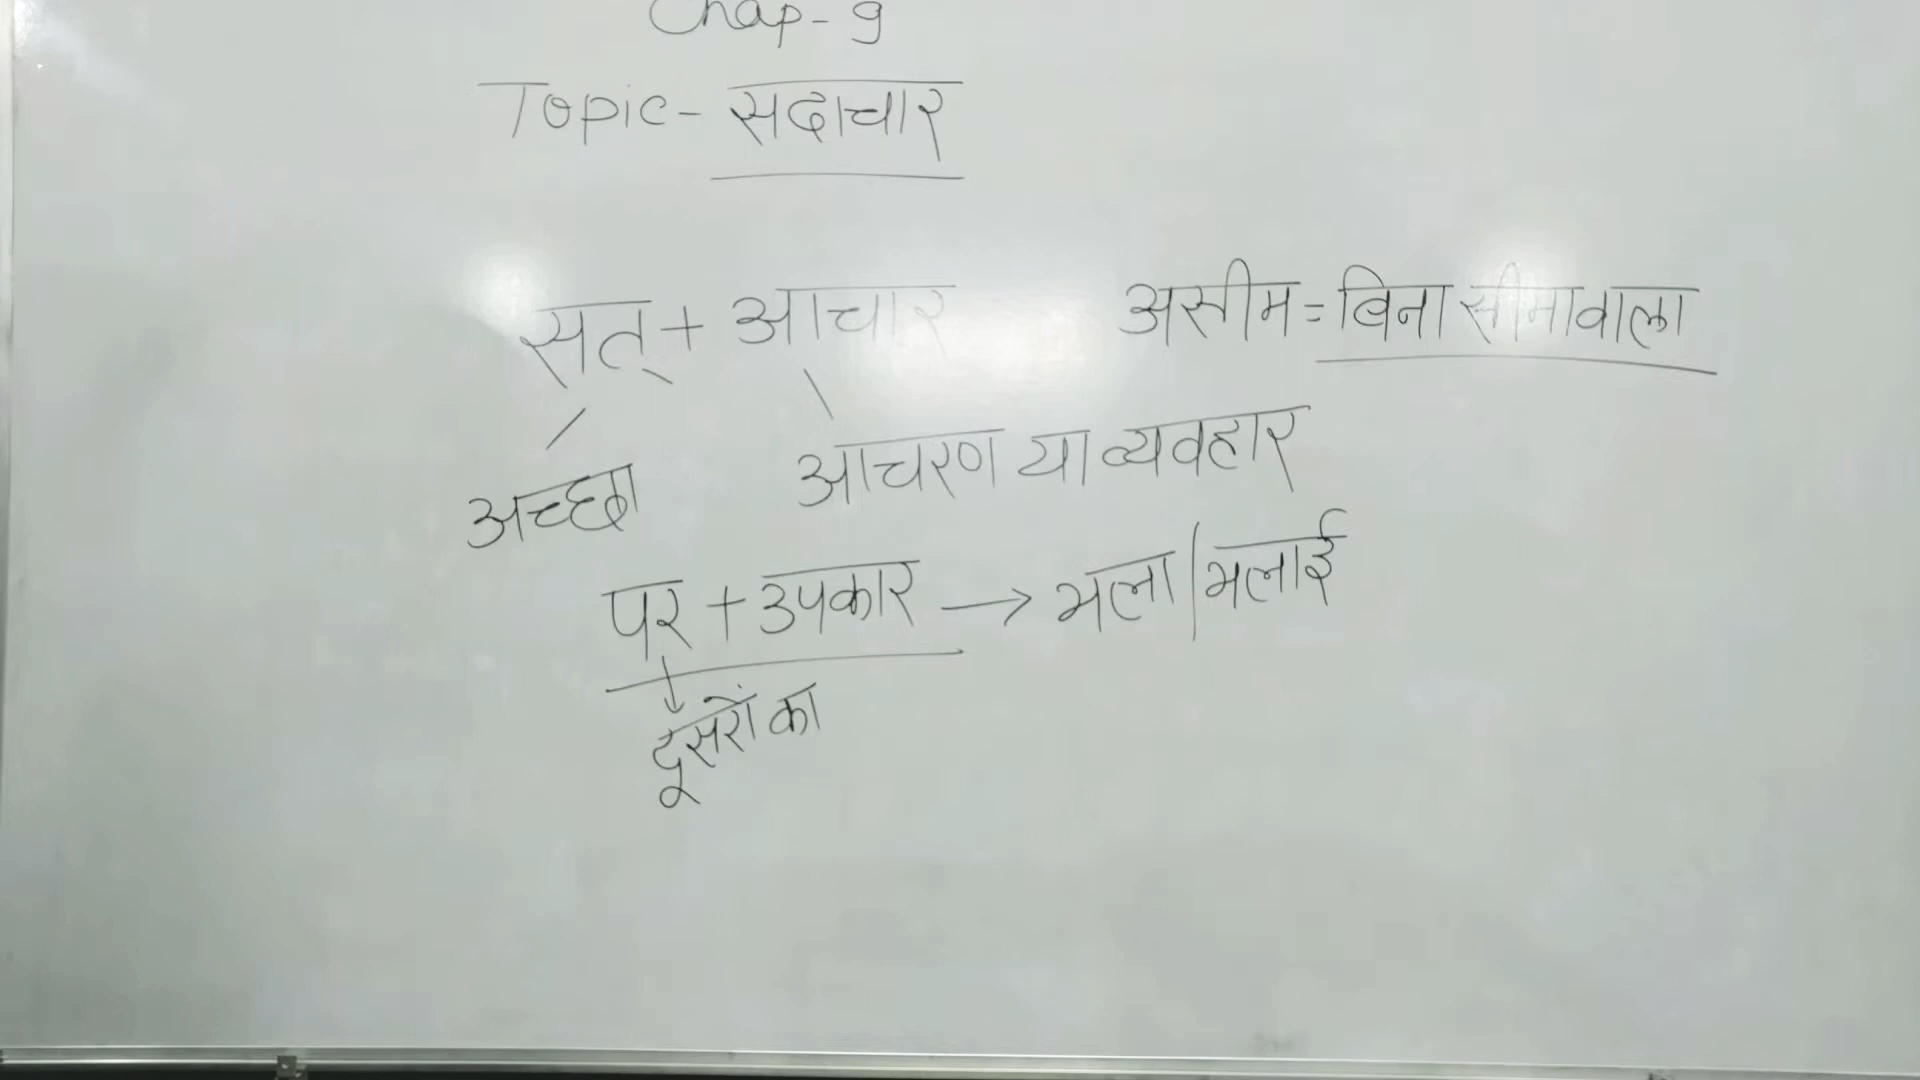 Chap-9
Topic- सदाचार
सत् + आचार
असीम = बिना सीमावाला
अच्छा
आचरण या व्यवहार
पर + उपकार → भला|भलाई
दूसरों का